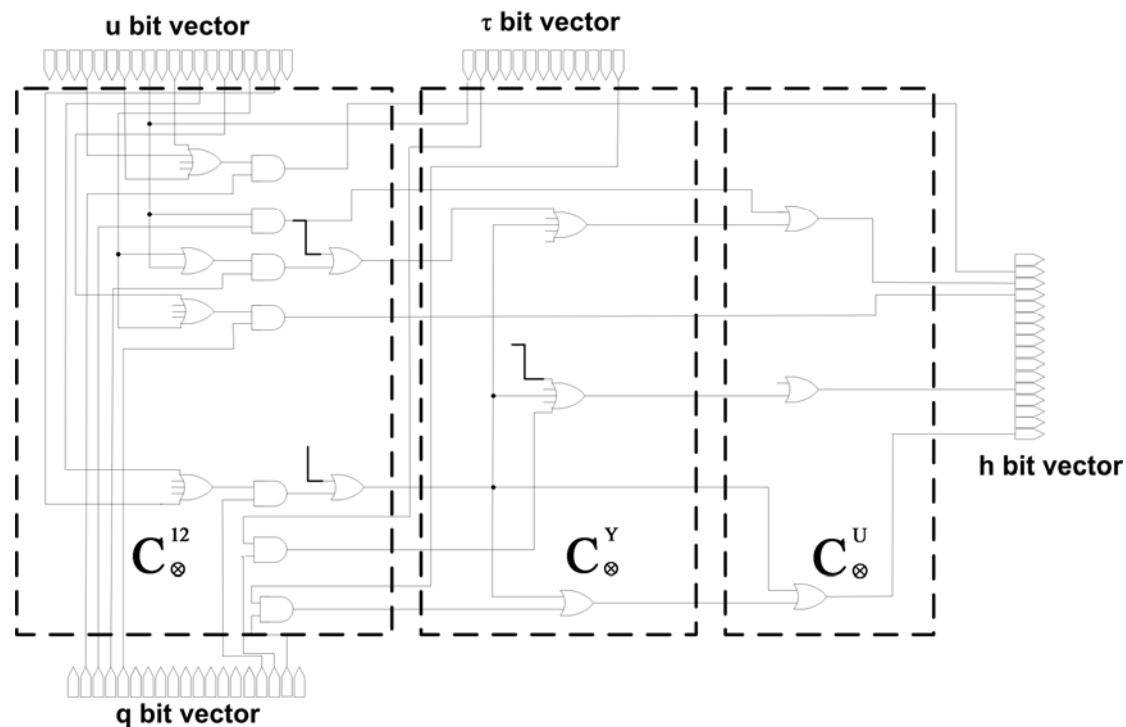 u bit vector
τ bit vector
C⊗¹²
C⊗^Y
C⊗^U
h bit vector
q bit vector